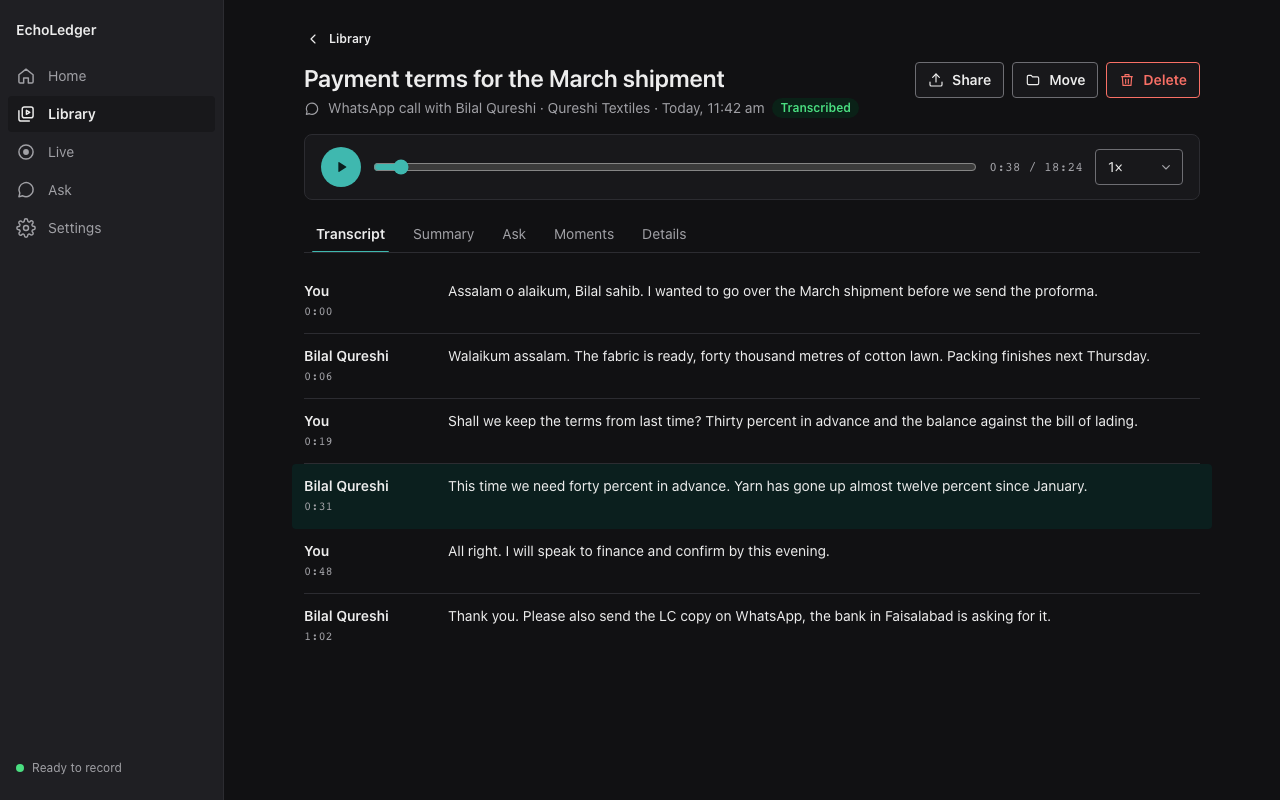 EchoLedger
Home
Library
Live
Ask
Settings
Ready to record
Library
Payment terms for the March shipment
Share
Move
Delete
WhatsApp call with Bilal Qureshi · Qureshi Textiles · Today, 11:42 am
Transcribed
0:38 / 18:24
1x
Transcript
Summary
Ask
Moments
Details
You
Assalam o alaikum, Bilal sahib. I wanted to go over the March shipment before we send the proforma.
0:00
Bilal Qureshi
Walaikum assalam. The fabric is ready, forty thousand metres of cotton lawn. Packing finishes next Thursday.
0:06
You
Shall we keep the terms from last time? Thirty percent in advance and the balance against the bill of lading.
0:19
Bilal Qureshi
This time we need forty percent in advance. Yarn has gone up almost twelve percent since January.
0:31
You
All right. I will speak to finance and confirm by this evening.
0:48
Bilal Qureshi
Thank you. Please also send the LC copy on WhatsApp, the bank in Faisalabad is asking for it.
1:02